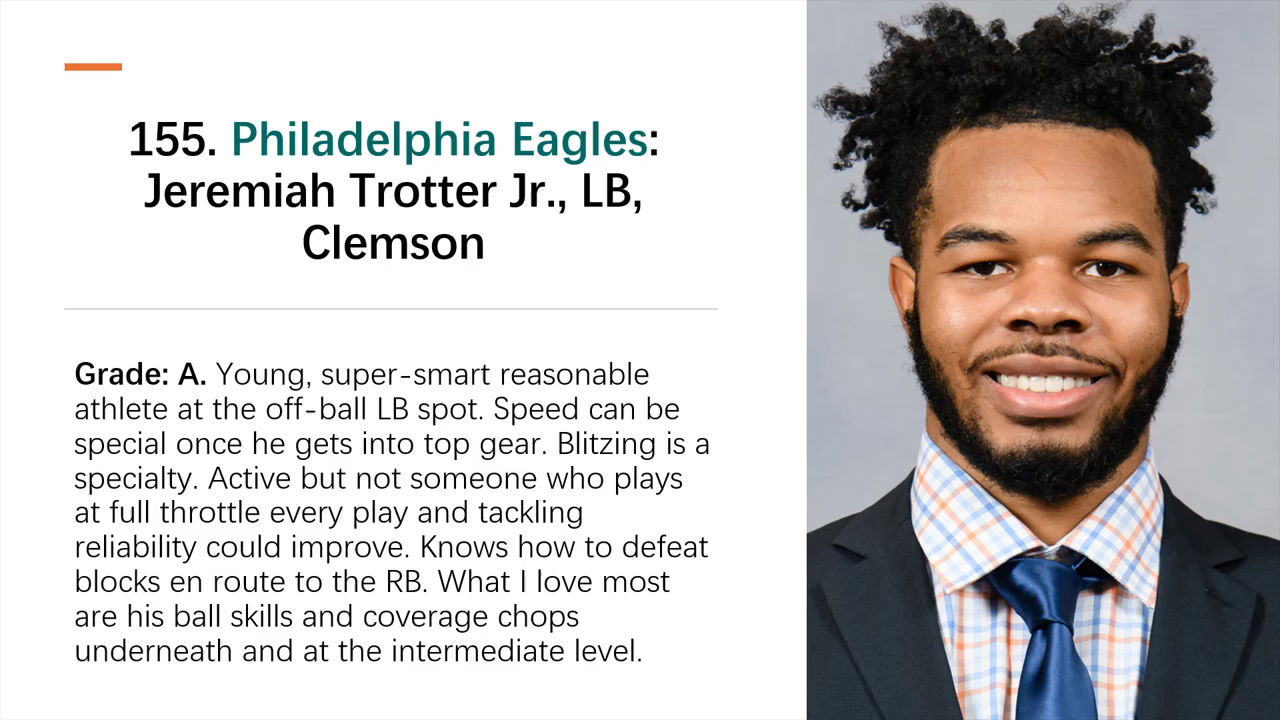 155. Philadelphia Eagles:
Jeremiah Trotter Jr., LB,
Clemson
Grade: A. Young, super-smart reasonable
athlete at the off-ball LB spot. Speed can be
special once he gets into top gear. Blitzing is a
specialty. Active but not someone who plays
at full throttle every play and tackling
reliability could improve. Knows how to defeat
blocks en route to the RB. What I love most
are his ball skills and coverage chops
underneath and at the intermediate level.